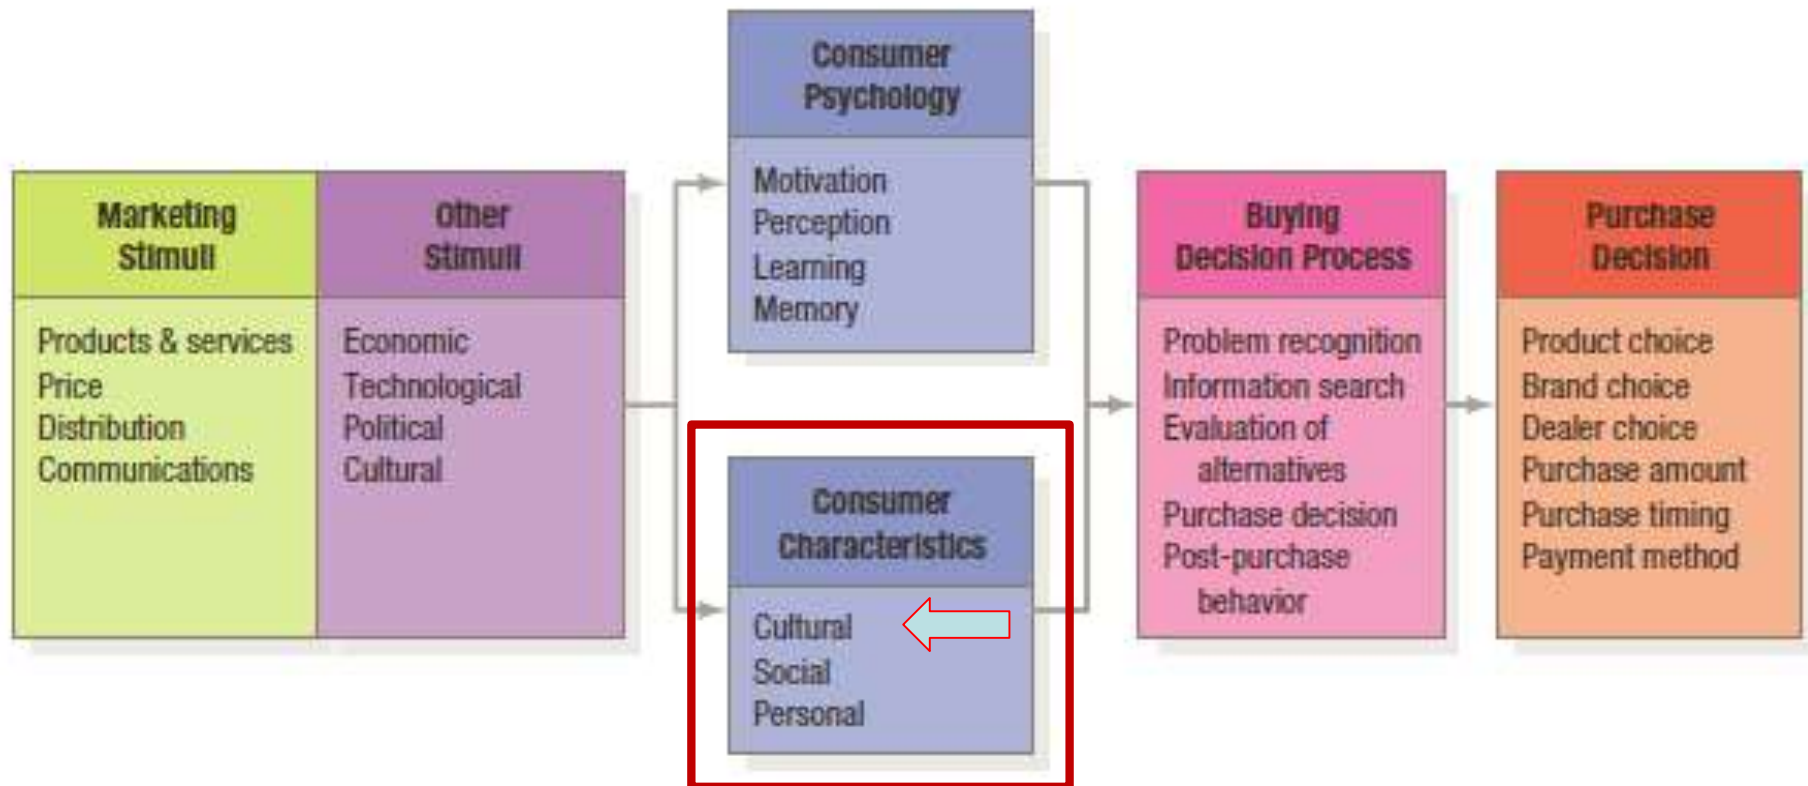 Marketing
Stimuli
Products & services
Price
Distribution
Communications
Other
Stimuli
Economic
Technological
Political
Cultural
Consumer
Psychology
Motivation
Perception
Learning
Memory
Consumer
Characteristics
Cultural
Social
Personal
Buying
Decision Process
Problem recognition
Information search
Evaluation of
alternatives
Purchase decision
Post-purchase
behavior
Purchase
Decision
Product choice
Brand choice
Dealer choice
Purchase amount
Purchase timing
Payment method